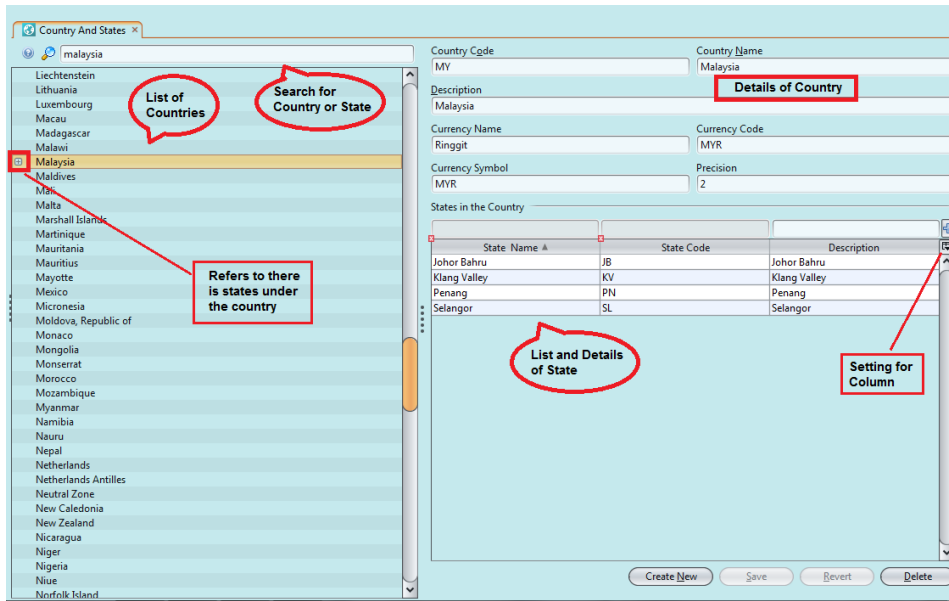 Country And States ×
malaysia
Liechtenstein
Lithuania
Luxembourg
Macau
Madagascar
Malawi
Malaysia
Maldives
Mali
Malta
Marshall Islands
Martinique
Mauritania
Mauritius
Mayotte
Mexico
Micronesia
Moldova, Republic of
Monaco
Mongolia
Monserrat
Morocco
Mozambique
Myanmar
Namibia
Nauru
Nepal
Netherlands
Netherlands Antilles
Neutral Zone
New Caledonia
New Zealand
Nicaragua
Niger
Nigeria
Niue
Norfolk Island
List of
Countries
Search for
Country or State
Refers to there
is states under
the country
Country Code
Country Name
MY
Malaysia
Description
Details of Country
Malaysia
Currency Name
Currency Code
Ringgit
MYR
Currency Symbol
Precision
MYR
2
States in the Country
State Name State Code Description
Johor Bahru JB Johor Bahru
Klang Valley KV Klang Valley
Penang PN Penang
Selangor SL Selangor
List and Details
of State
Setting for
Column
Create New Save Revert Delete